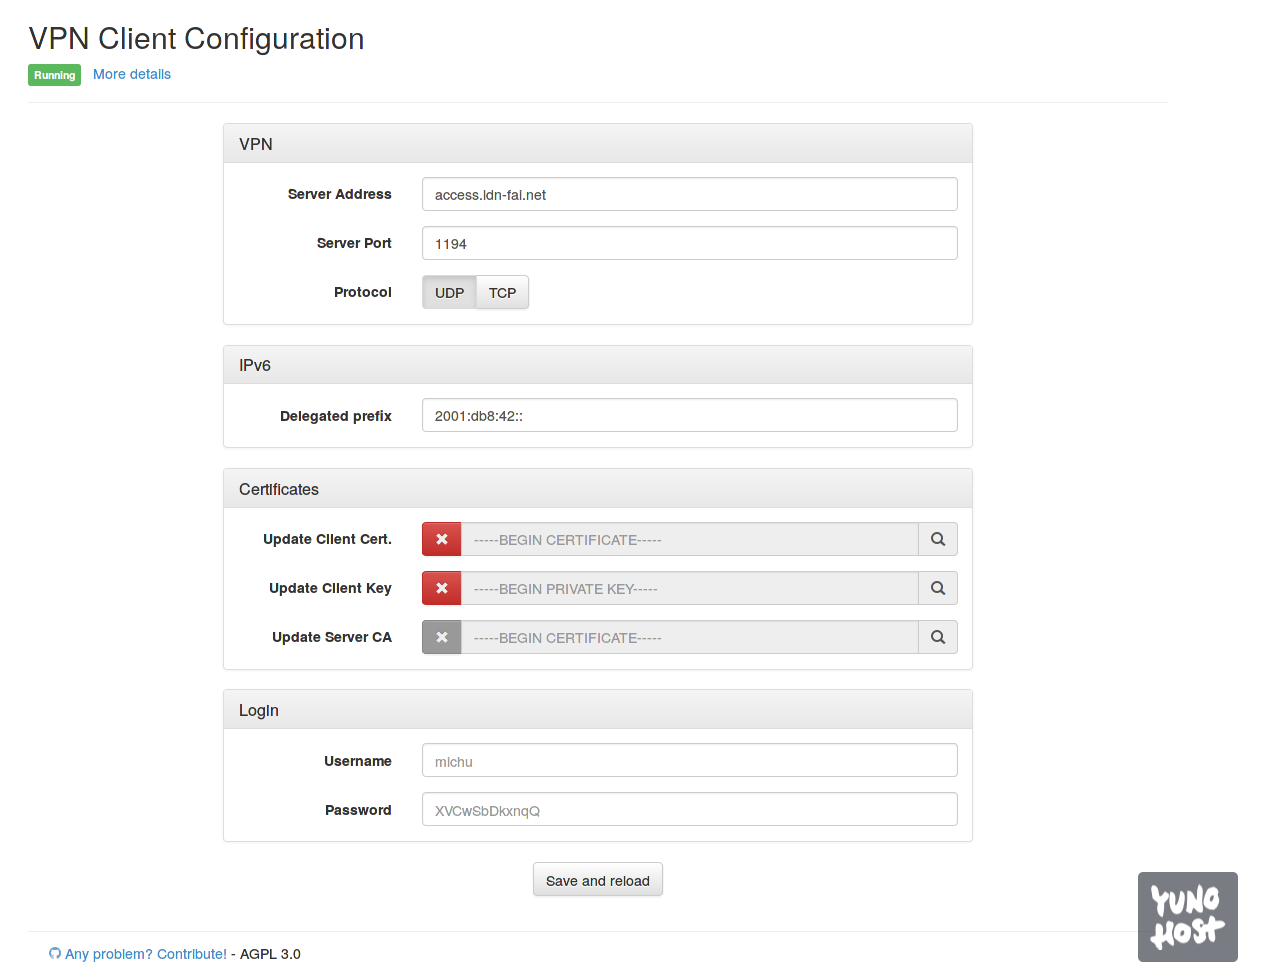 VPN Client Configuration
Running More details
VPN
Server Address access.ldn-fai.net
Server Port 1194
Protocol UDP TCP
IPv6
Delegated prefix 2001:db8:42::
Certificates
Update Client Cert. -----BEGIN CERTIFICATE-----
Update Client Key -----BEGIN PRIVATE KEY-----
Update Server CA -----BEGIN CERTIFICATE-----
Login
Username michu
Password XVCwSbDkxnqQ
Save and reload
YUNO
HOST
Any problem? Contribute! - AGPL 3.0